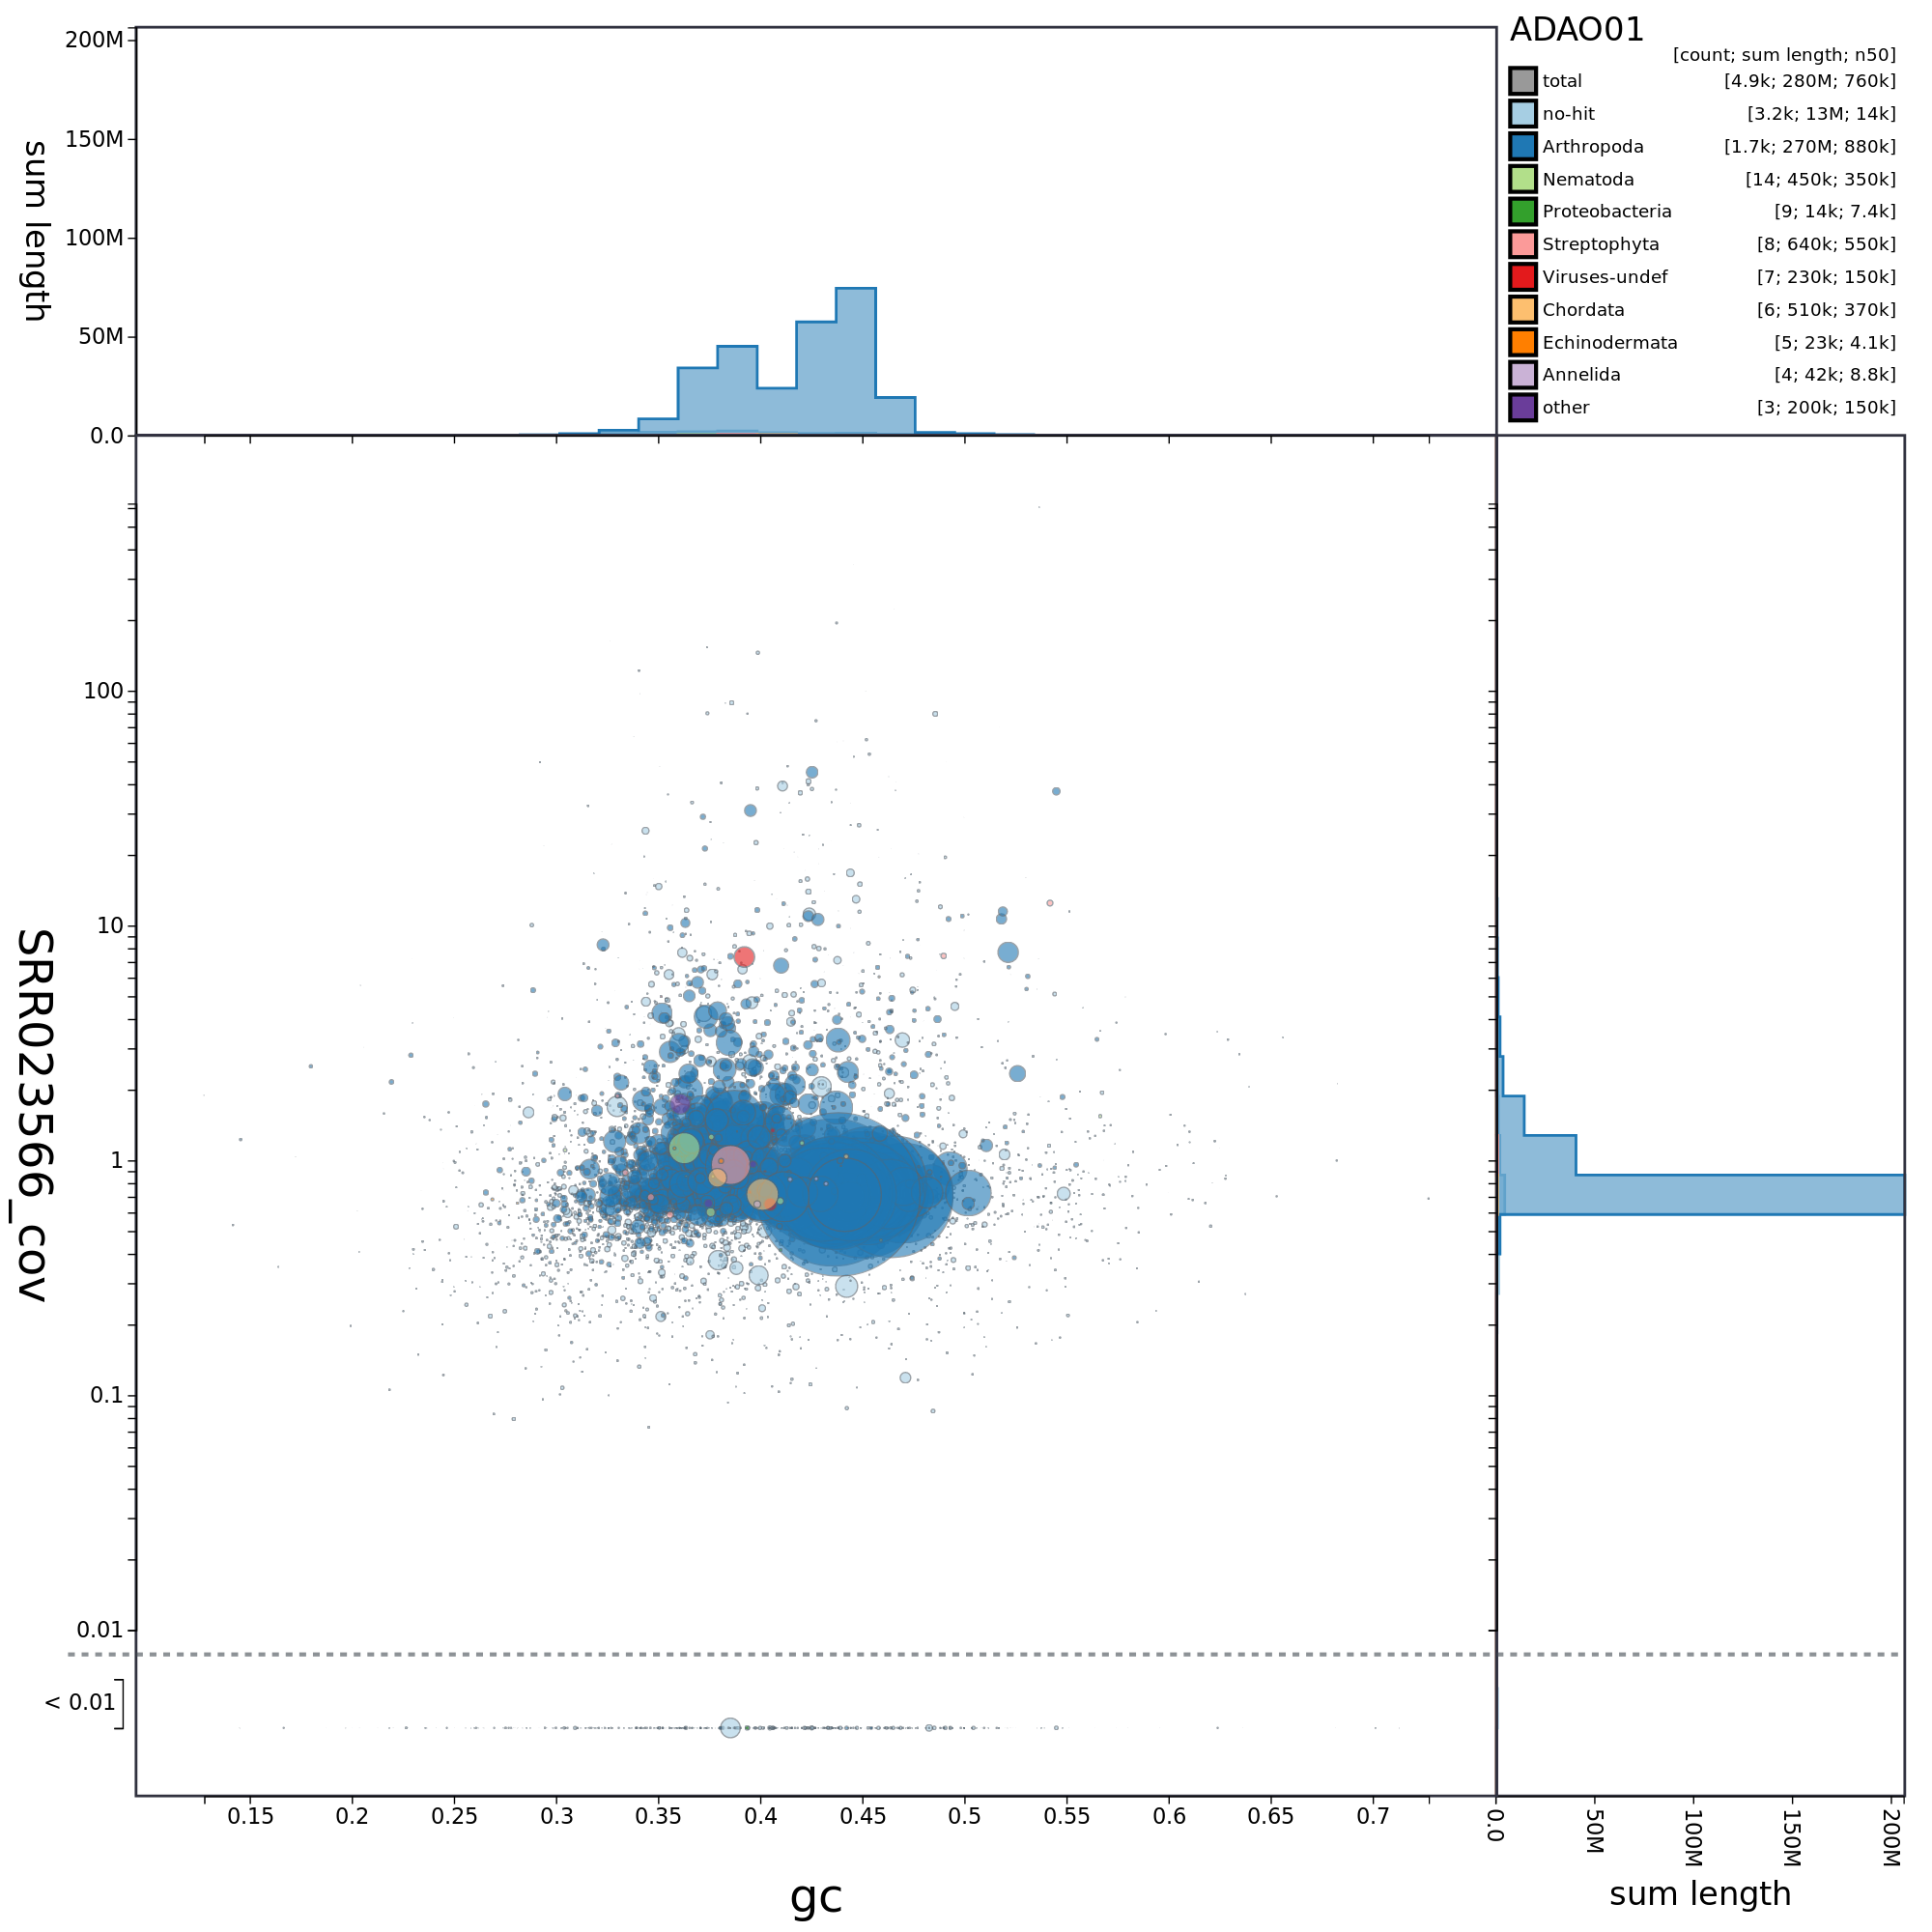 ADAO01
[count; sum length; n50]
total [4.9k; 280M; 760k]
no-hit [3.2k; 13M; 14k]
Arthropoda [1.7k; 270M; 880k]
Nematoda [14; 450k; 350k]
Proteobacteria [9; 14k; 7.4k]
Streptophyta [8; 640k; 550k]
Viruses-undef [7; 230k; 150k]
Chordata [6; 510k; 370k]
Echinodermata [5; 23k; 4.1k]
Annelida [4; 42k; 8.8k]
other [3; 200k; 150k]
200M
150M
100M
50M
0.0
sum length
100
10
1
0.1
0.01
< 0.01
SRR023566_cov
0.15 0.2 0.25 0.3 0.35 0.4 0.45 0.5 0.55 0.6 0.65 0.7
gc
0.0 50M 100M 150M 200M
sum length